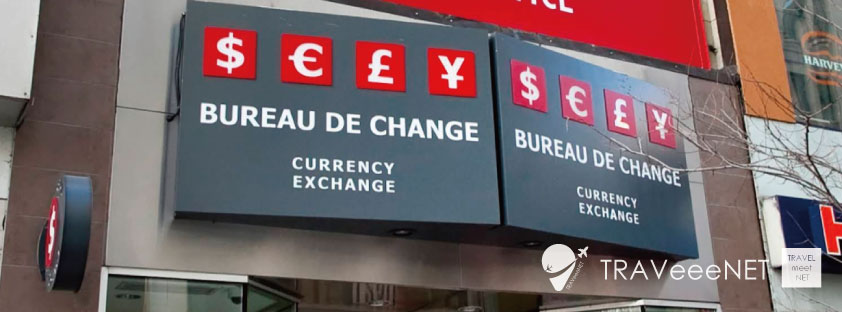 $ € £ ¥
BUREAU DE CHANGE
CURRENCY
EXCHANGE
$ € £ ¥
BUREAU DE CHANGE
CURRENCY
EXCHANGE
$
TRAVeeeNET
TRAVEL
meet
NET